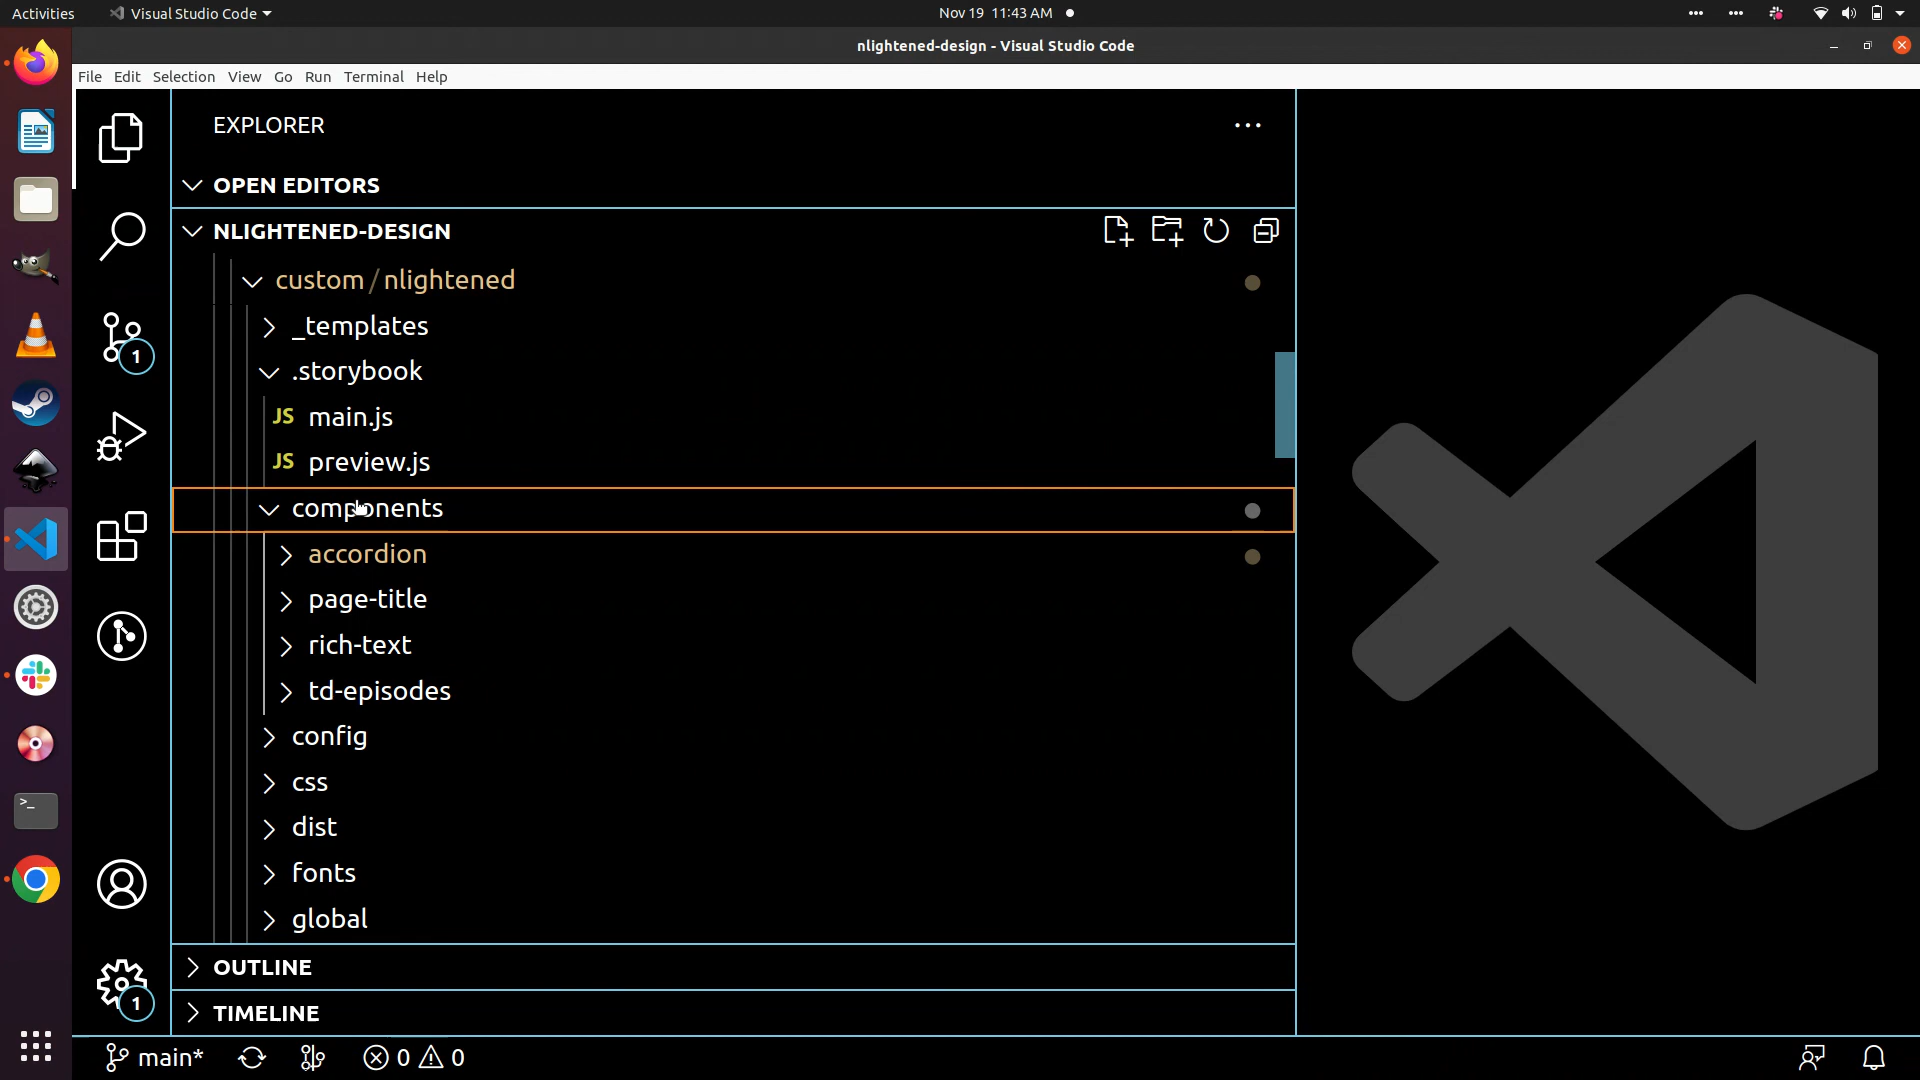 Activities Visual Studio Code Nov 19 11:43 AM
nlightened-design - Visual Studio Code
File Edit Selection View Go Run Terminal Help
EXPLORER
OPEN EDITORS
NLIGHTENED-DESIGN
custom / nlightened
_templates
.storybook
JS main.js
JS preview.js
components
accordion
page-title
rich-text
td-episodes
config
css
dist
fonts
global
OUTLINE
TIMELINE
1
1
main* 0 0